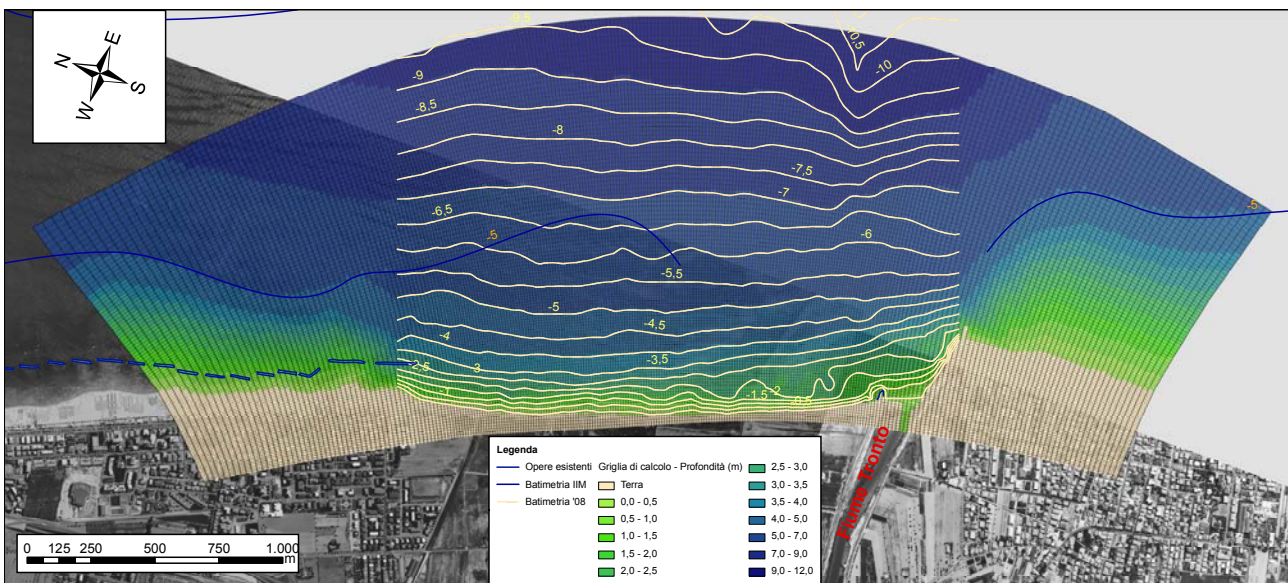 N
E
S
W
-9,5
-10,5
-10
-9
-8,5
-8
-7,5
-7
-6,5
-6
-5
-5
-5,5
-5
-4,5
-4
-3,5
-3
-2,5
-1,5
-2
Fiume Tronto
Legenda
Opere esistenti
Batimetria IIM
Batimetria '08
Griglia di calcolo - Profondità (m)
Terra
0,0 - 0,5
0,5 - 1,0
1,0 - 1,5
1,5 - 2,0
2,0 - 2,5
2,5 - 3,0
3,0 - 3,5
3,5 - 4,0
4,0 - 5,0
5,0 - 7,0
7,0 - 9,0
9,0 - 12,0
0 125 250 500 750 1.000
m